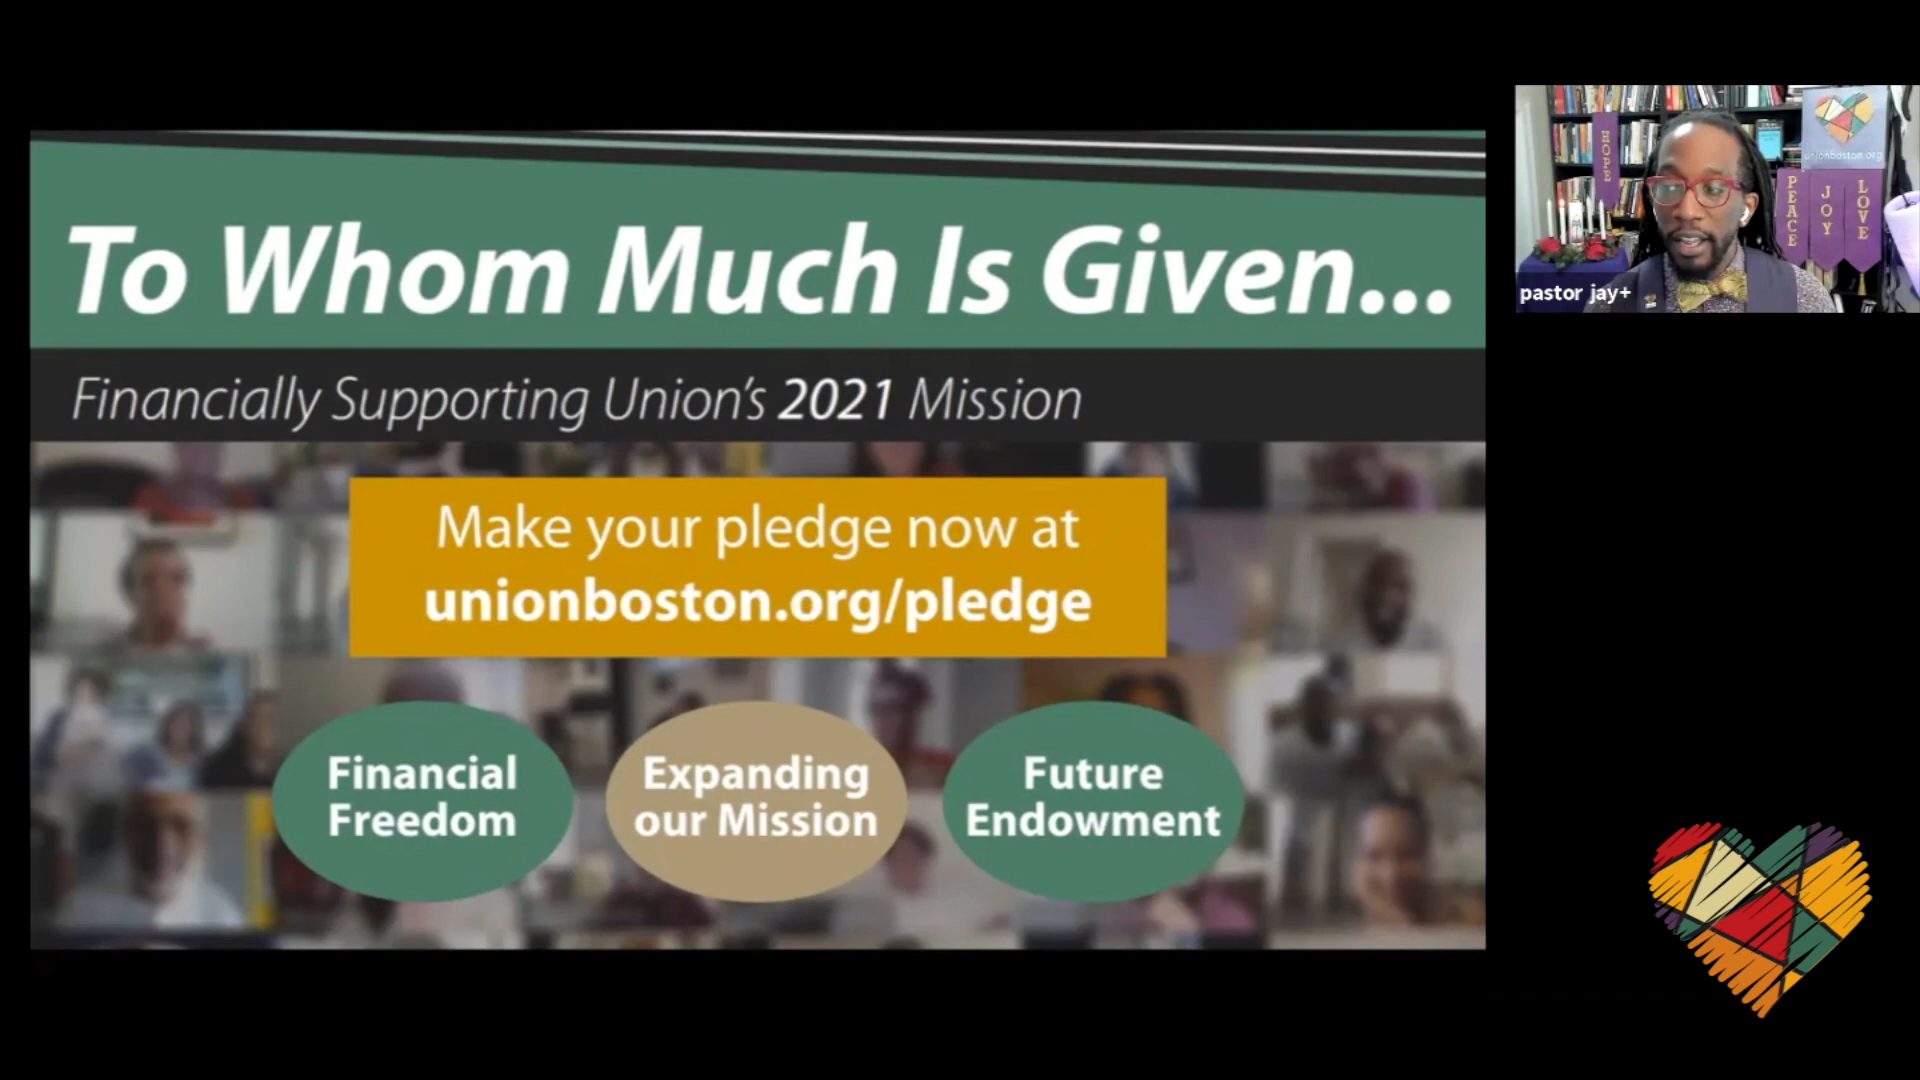 To Whom Much Is Given...
Financially Supporting Union's 2021 Mission
Make your pledge now at
unionboston.org/pledge
Financial
Freedom
Expanding
our Mission
Future
Endowment
HOPE
unionboston.org
PEACE
JOY
LOVE
pastor jay+